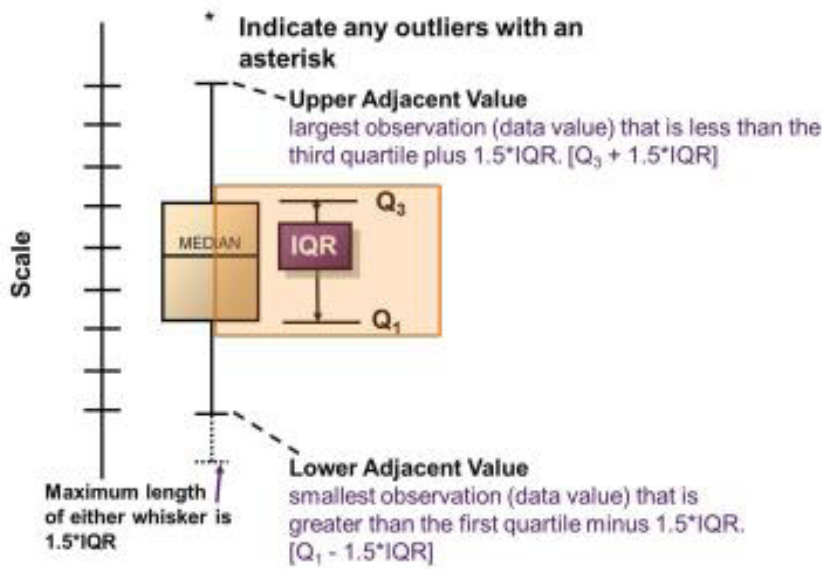 * Indicate any outliers with an
asterisk
Upper Adjacent Value
largest observation (data value) that is less than the
third quartile plus 1.5*IQR. [Q₃ + 1.5*IQR]
Scale
MEDIAN
IQR
Q₃
Q₁
Lower Adjacent Value
smallest observation (data value) that is
greater than the first quartile minus 1.5*IQR.
[Q₁ - 1.5*IQR]
Maximum length
of either whisker is
1.5*IQR